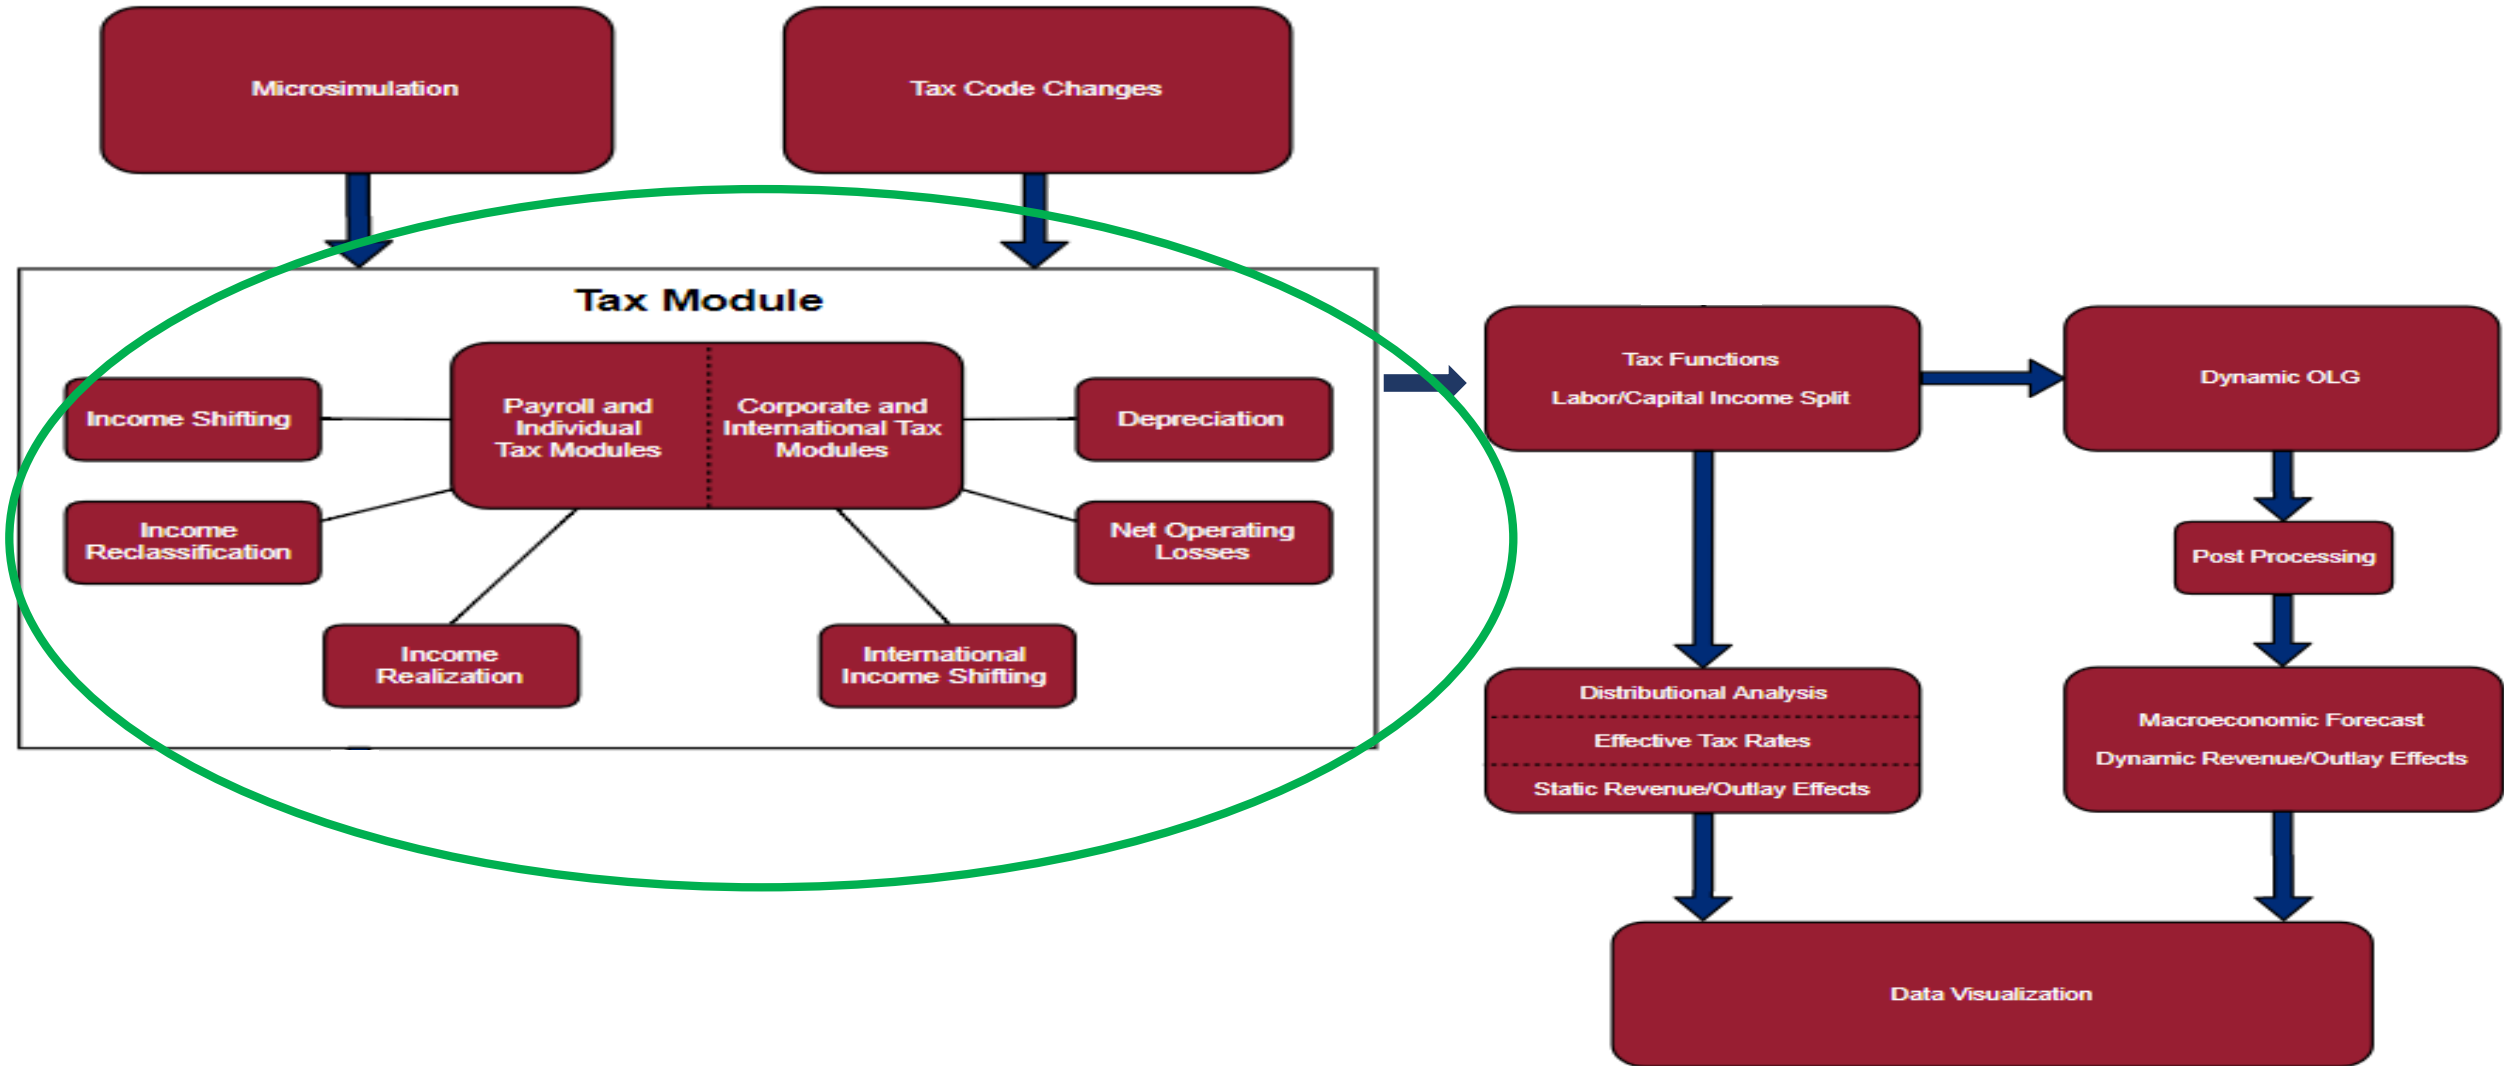 Microsimulation
Tax Code Changes
Tax Module
Income Shifting
Payroll and
Individual
Tax Modules
Corporate and
International Tax
Modules
Depreciation
Income
Reclassification
Net Operating
Losses
Income
Realization
International
Income Shifting
Tax Functions
Labor/Capital Income Split
Dynamic OLG
Post Processing
Distributional Analysis
Effective Tax Rates
Static Revenue/Outlay Effects
Macroeconomic Forecast
Dynamic Revenue/Outlay Effects
Data Visualization